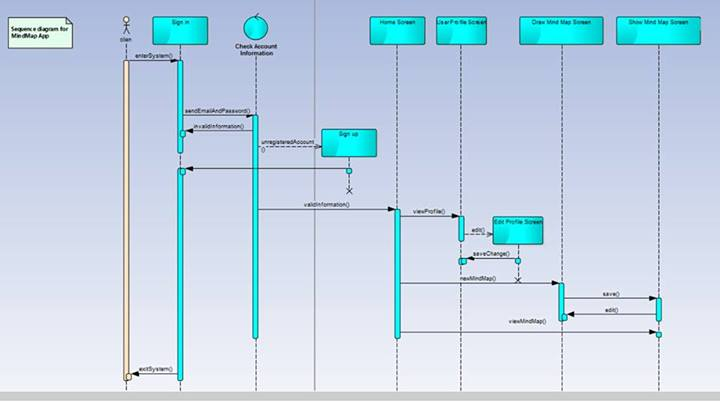 Sequence diagram for
MindMap App
Sign in
Check Account
Information
Home Screen
User Profile Screen
Draw Mind Map Screen
Show Mind Map Screen
enterSystem()
sendEmailAndPassword()
invalidInformation()
unregisteredAccount
()
Sign up
validInformation()
viewProfile()
edit()
Edit Profile Screen
saveChange()
newMindMap()
save()
edit()
viewMindMap()
exitSystem()